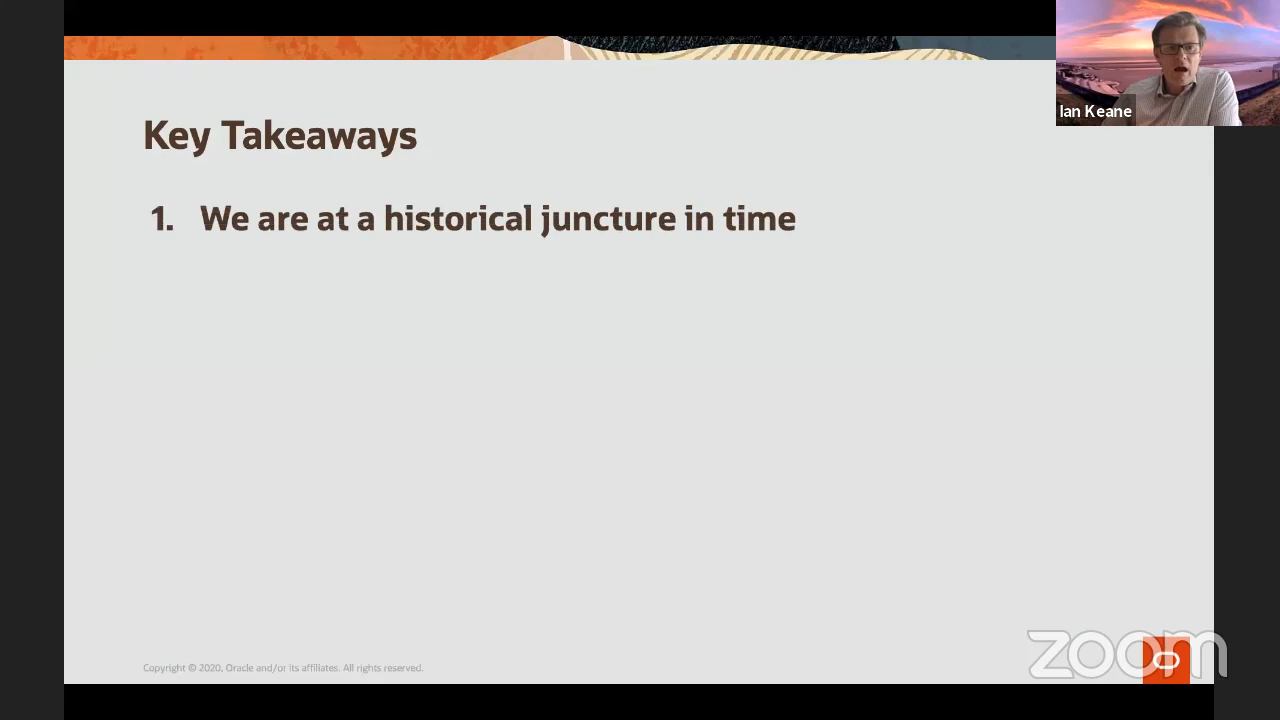 Ian Keane
Key Takeaways
1. We are at a historical juncture in time
Copyright © 2020, Oracle and/or its affiliates. All rights reserved.
zoom